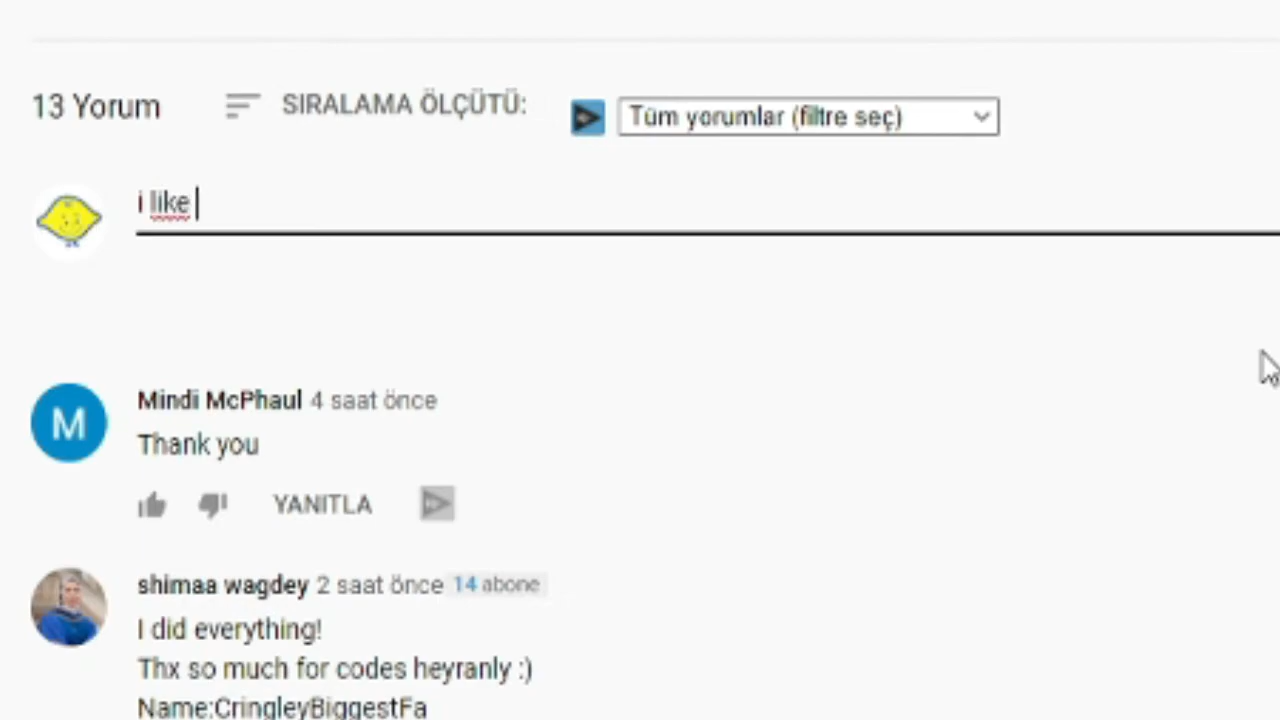 13 Yorum SIRALAMA ÖLÇÜTÜ: Tüm yorumlar (filtre seç)
i like
Mindi McPhaul 4 saat önce
M
Thank you
YANITLA
shimaa wagdey 2 saat önce 14 abone
I did everything!
Thx so much for codes heyranly :)
Name:CringleyBiggestFa